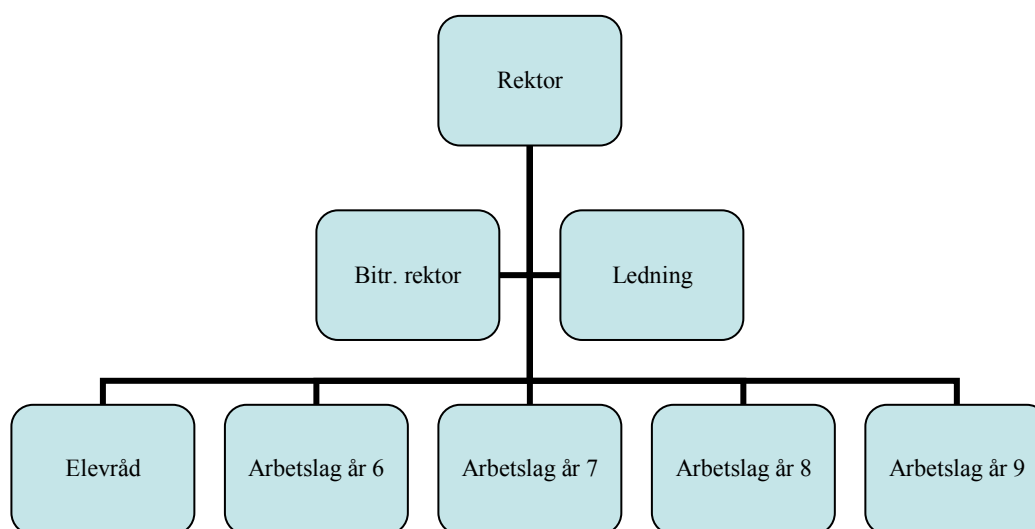 Rektor
Bitr. rektor
Ledning
Elevråd
Arbetslag år 6
Arbetslag år 7
Arbetslag år 8
Arbetslag år 9